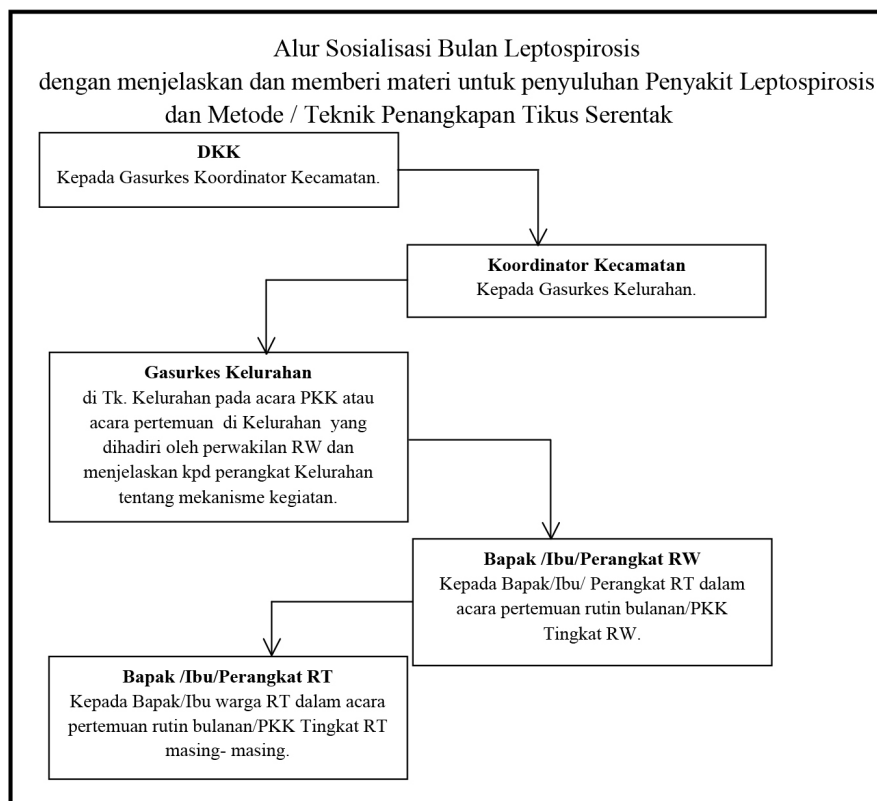 Alur Sosialisasi Bulan Leptospirosis
dengan menjelaskan dan memberi materi untuk penyuluhan Penyakit Leptospirosis
dan Metode / Teknik Penangkapan Tikus Serentak
DKK
Kepada Gasurkes Koordinator Kecamatan.
Koordinator Kecamatan
Kepada Gasurkes Kelurahan.
Gasurkes Kelurahan
di Tk. Kelurahan pada acara PKK atau
acara pertemuan di Kelurahan yang
dihadiri oleh perwakilan RW dan
menjelaskan kpd perangkat Kelurahan
tentang mekanisme kegiatan.
Bapak /Ibu/Perangkat RW
Kepada Bapak/Ibu/ Perangkat RT dalam
acara pertemuan rutin bulanan/PKK
Tingkat RW.
Bapak /Ibu/Perangkat RT
Kepada Bapak/Ibu warga RT dalam acara
pertemuan rutin bulanan/PKK Tingkat RT
masing- masing.